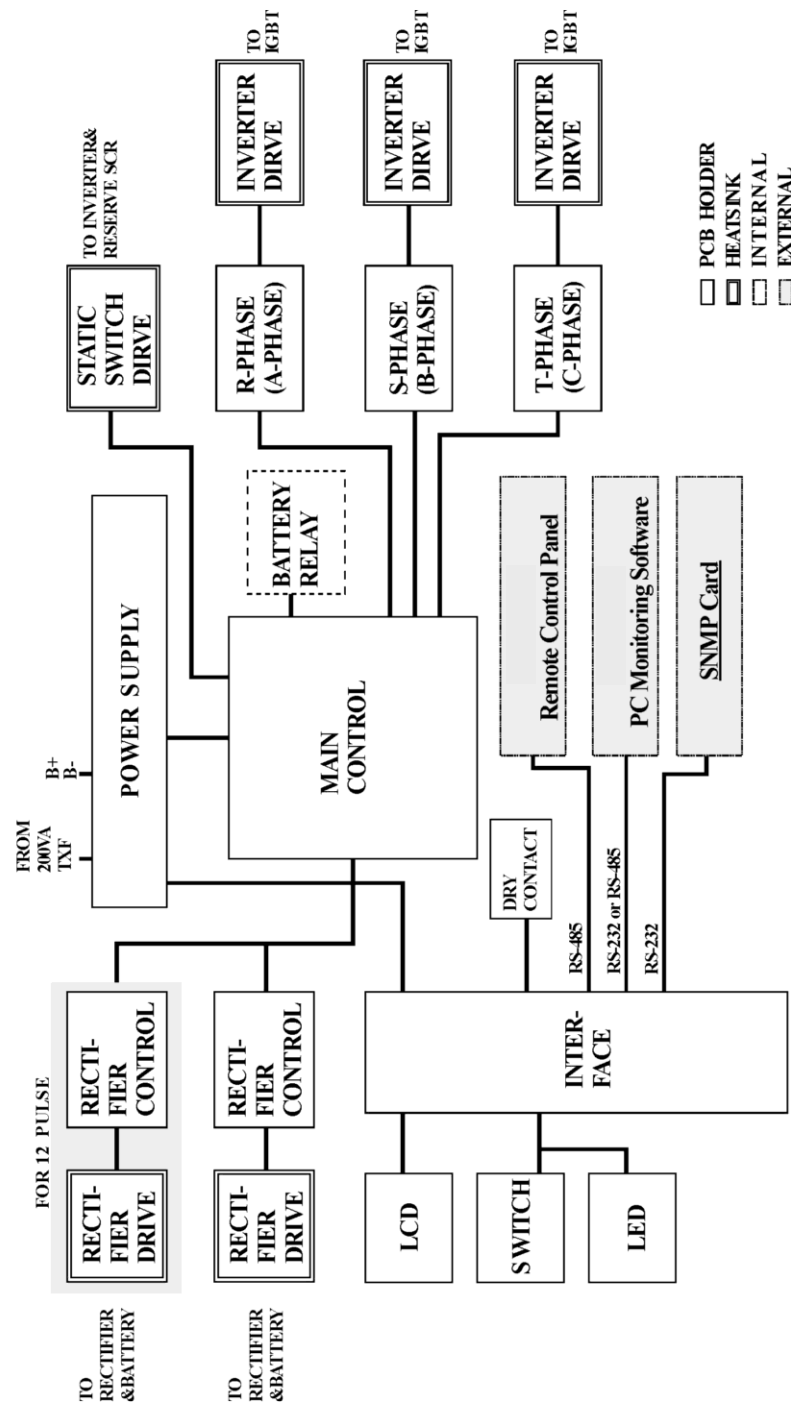 FOR 12 PULSE
TO
RECTIFIER
&BATTERY
RECTI-
FIER
DRIVE
RECTI-
FIER
CONTROL
FROM
200VA
TXF
B+
B-
POWER SUPPLY
STATIC
SWITCH
DIRVE
TO INVERTER&
RESERVE SCR
TO
RECTIFIER
&BATTERY
RECTI-
FIER
DRIVE
RECTI-
FIER
CONTROL
MAIN
CONTROL
BATTERY
RELAY
R-PHASE
(A-PHASE)
INVERTER
DIRVE
TO
IGBT
S-PHASE
(B-PHASE)
INVERTER
DIRVE
TO
IGBT
T-PHASE
(C-PHASE)
INVERTER
DIRVE
TO
IGBT
LCD
SWITCH
LED
INTER-
FACE
DRY
CONTACT
RS-485
RS-232 or RS-485
RS-232
Remote Control Panel
PC Monitoring Software
SNMP Card
PCB HOLDER
HEATSINK
INTERNAL
EXTERNAL